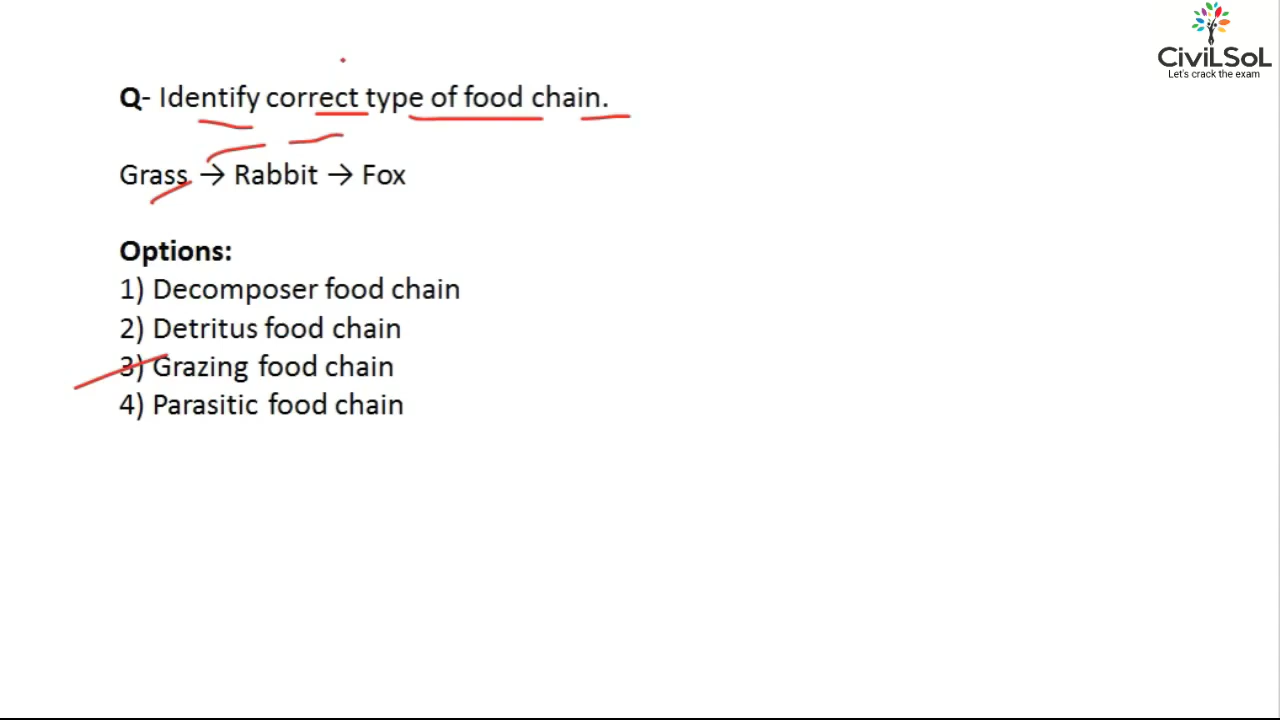 CiviLSoL
Let's crack the exam
Q- Identify correct type of food chain.
Grass → Rabbit → Fox
Options:
1) Decomposer food chain
2) Detritus food chain
3) Grazing food chain
4) Parasitic food chain